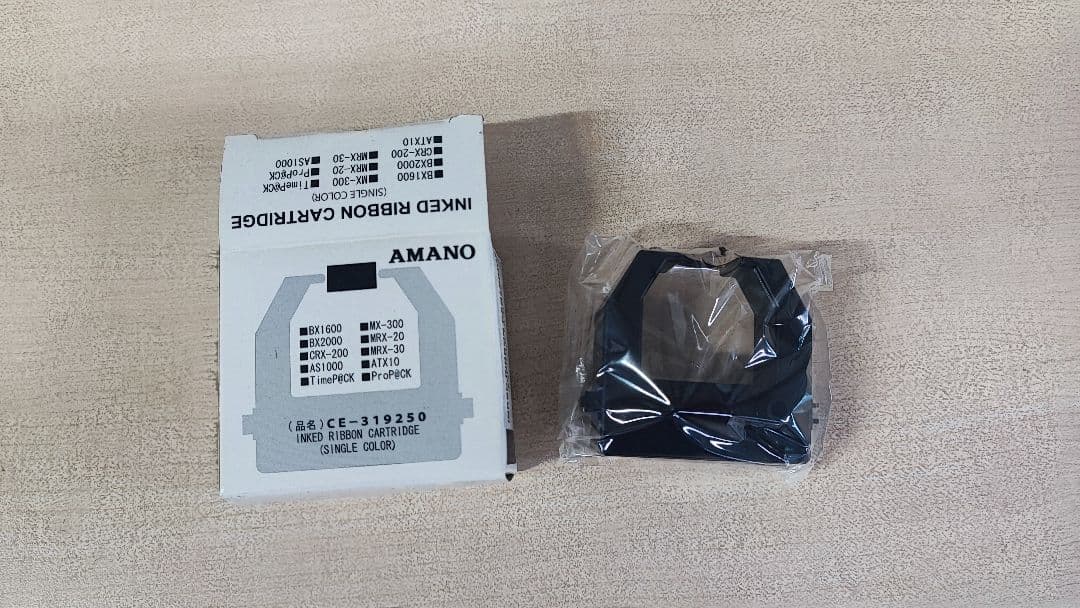 INKED RIBBON CARTRIDGE
(SINGLE COLOR)
■BX1600 ■MX-300 ■TimeP@CK
■BX2000 ■MRX-20 ■ProP@CK
■CRX-200 ■MRX-30 ■AS1000
■ATX10
AMANO
■BX1600 ■MX-300
■BX2000 ■MRX-20
■CRX-200 ■MRX-30
■AS1000 ■ATX10
■TimeP@CK ■ProP@CK
(品名)CE-319250
INKED RIBBON CARTRIDGE
(SINGLE COLOR)